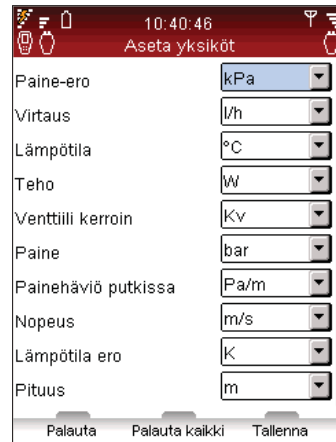 10:40:46
Aseta yksiköt
Paine-ero kPa
Virtaus l/h
Lämpötila °C
Teho W
Venttiili kerroin Kv
Paine bar
Painehäviö putkissa Pa/m
Nopeus m/s
Lämpötila ero K
Pituus m
Palauta Palauta kaikki Tallenna